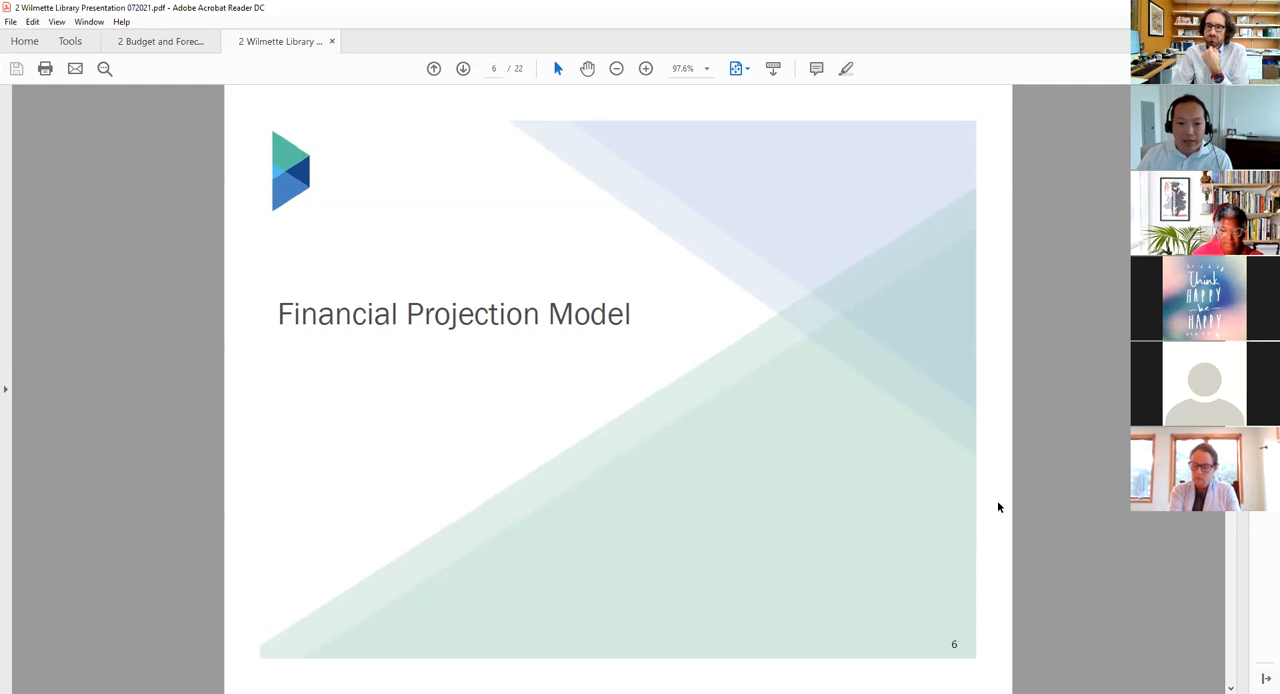 2 Wilmette Library Presentation 072021.pdf - Adobe Acrobat Reader DC
File Edit View Window Help
Home Tools 2 Budget and Forec... 2 Wilmette Library ... ×
6 / 22 97.6%
Financial Projection Model
6
Think
HAPPY
be
HAPPY